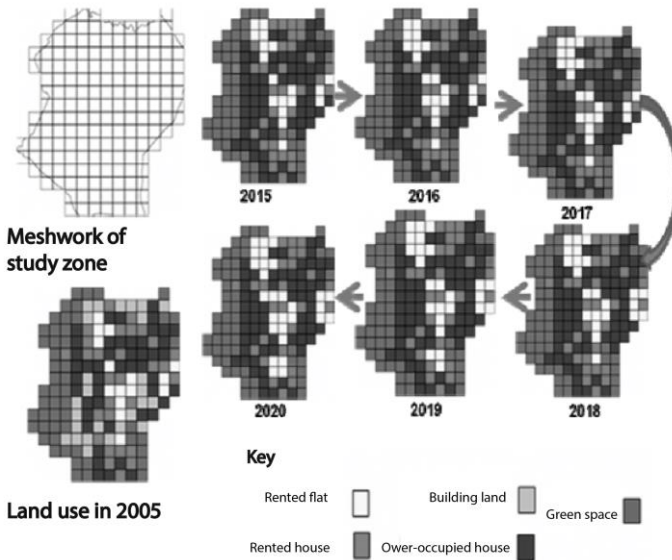 2015
2016
2017
Meshwork of
study zone
2020
2019
2018
Land use in 2005
Key
Rented flat
Building land
Green space
Rented house
Ower-occupied house